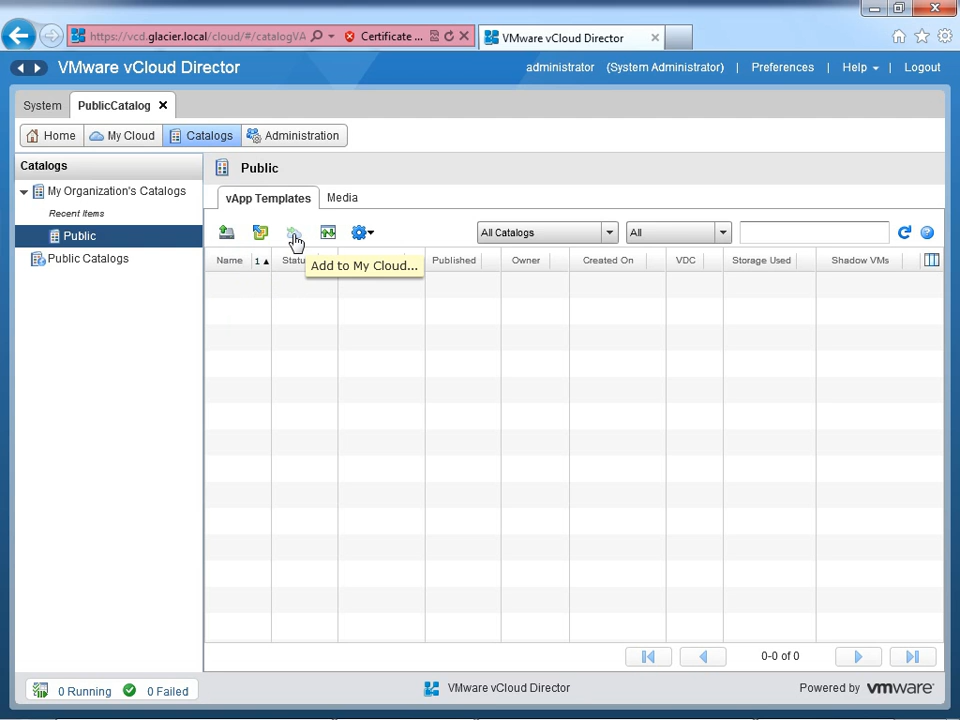 https://vcd.glacier.local/cloud/#/catalogVA
Certificate ...
VMware vCloud Director
VMware vCloud Director
administrator (System Administrator) | Preferences | Help | Logout
System
PublicCatalog
Home
My Cloud
Catalogs
Administration
Catalogs
My Organization's Catalogs
Recent Items
Public
Public Catalogs
Public
vApp Templates
Media
All Catalogs
All
Add to My Cloud...
Name
1
Statu
Published
Owner
Created On
VDC
Storage Used
Shadow VMs
0-0 of 0
0 Running
0 Failed
VMware vCloud Director
Powered by vmware